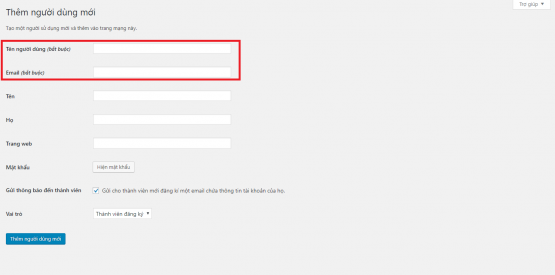 Trợ giúp ▼
Thêm người dùng mới
Tạo một người sử dụng mới và thêm vào trang mạng này.
Tên người dùng (bắt buộc)
Email (bắt buộc)
Tên
Họ
Trang web
Mật khẩu
Hiện mật khẩu
Gửi thông báo đến thành viên
Gửi cho thành viên mới đăng kí một email chứa thông tin tài khoản của họ.
Vai trò
Thành viên đăng ký ▼
Thêm người dùng mới